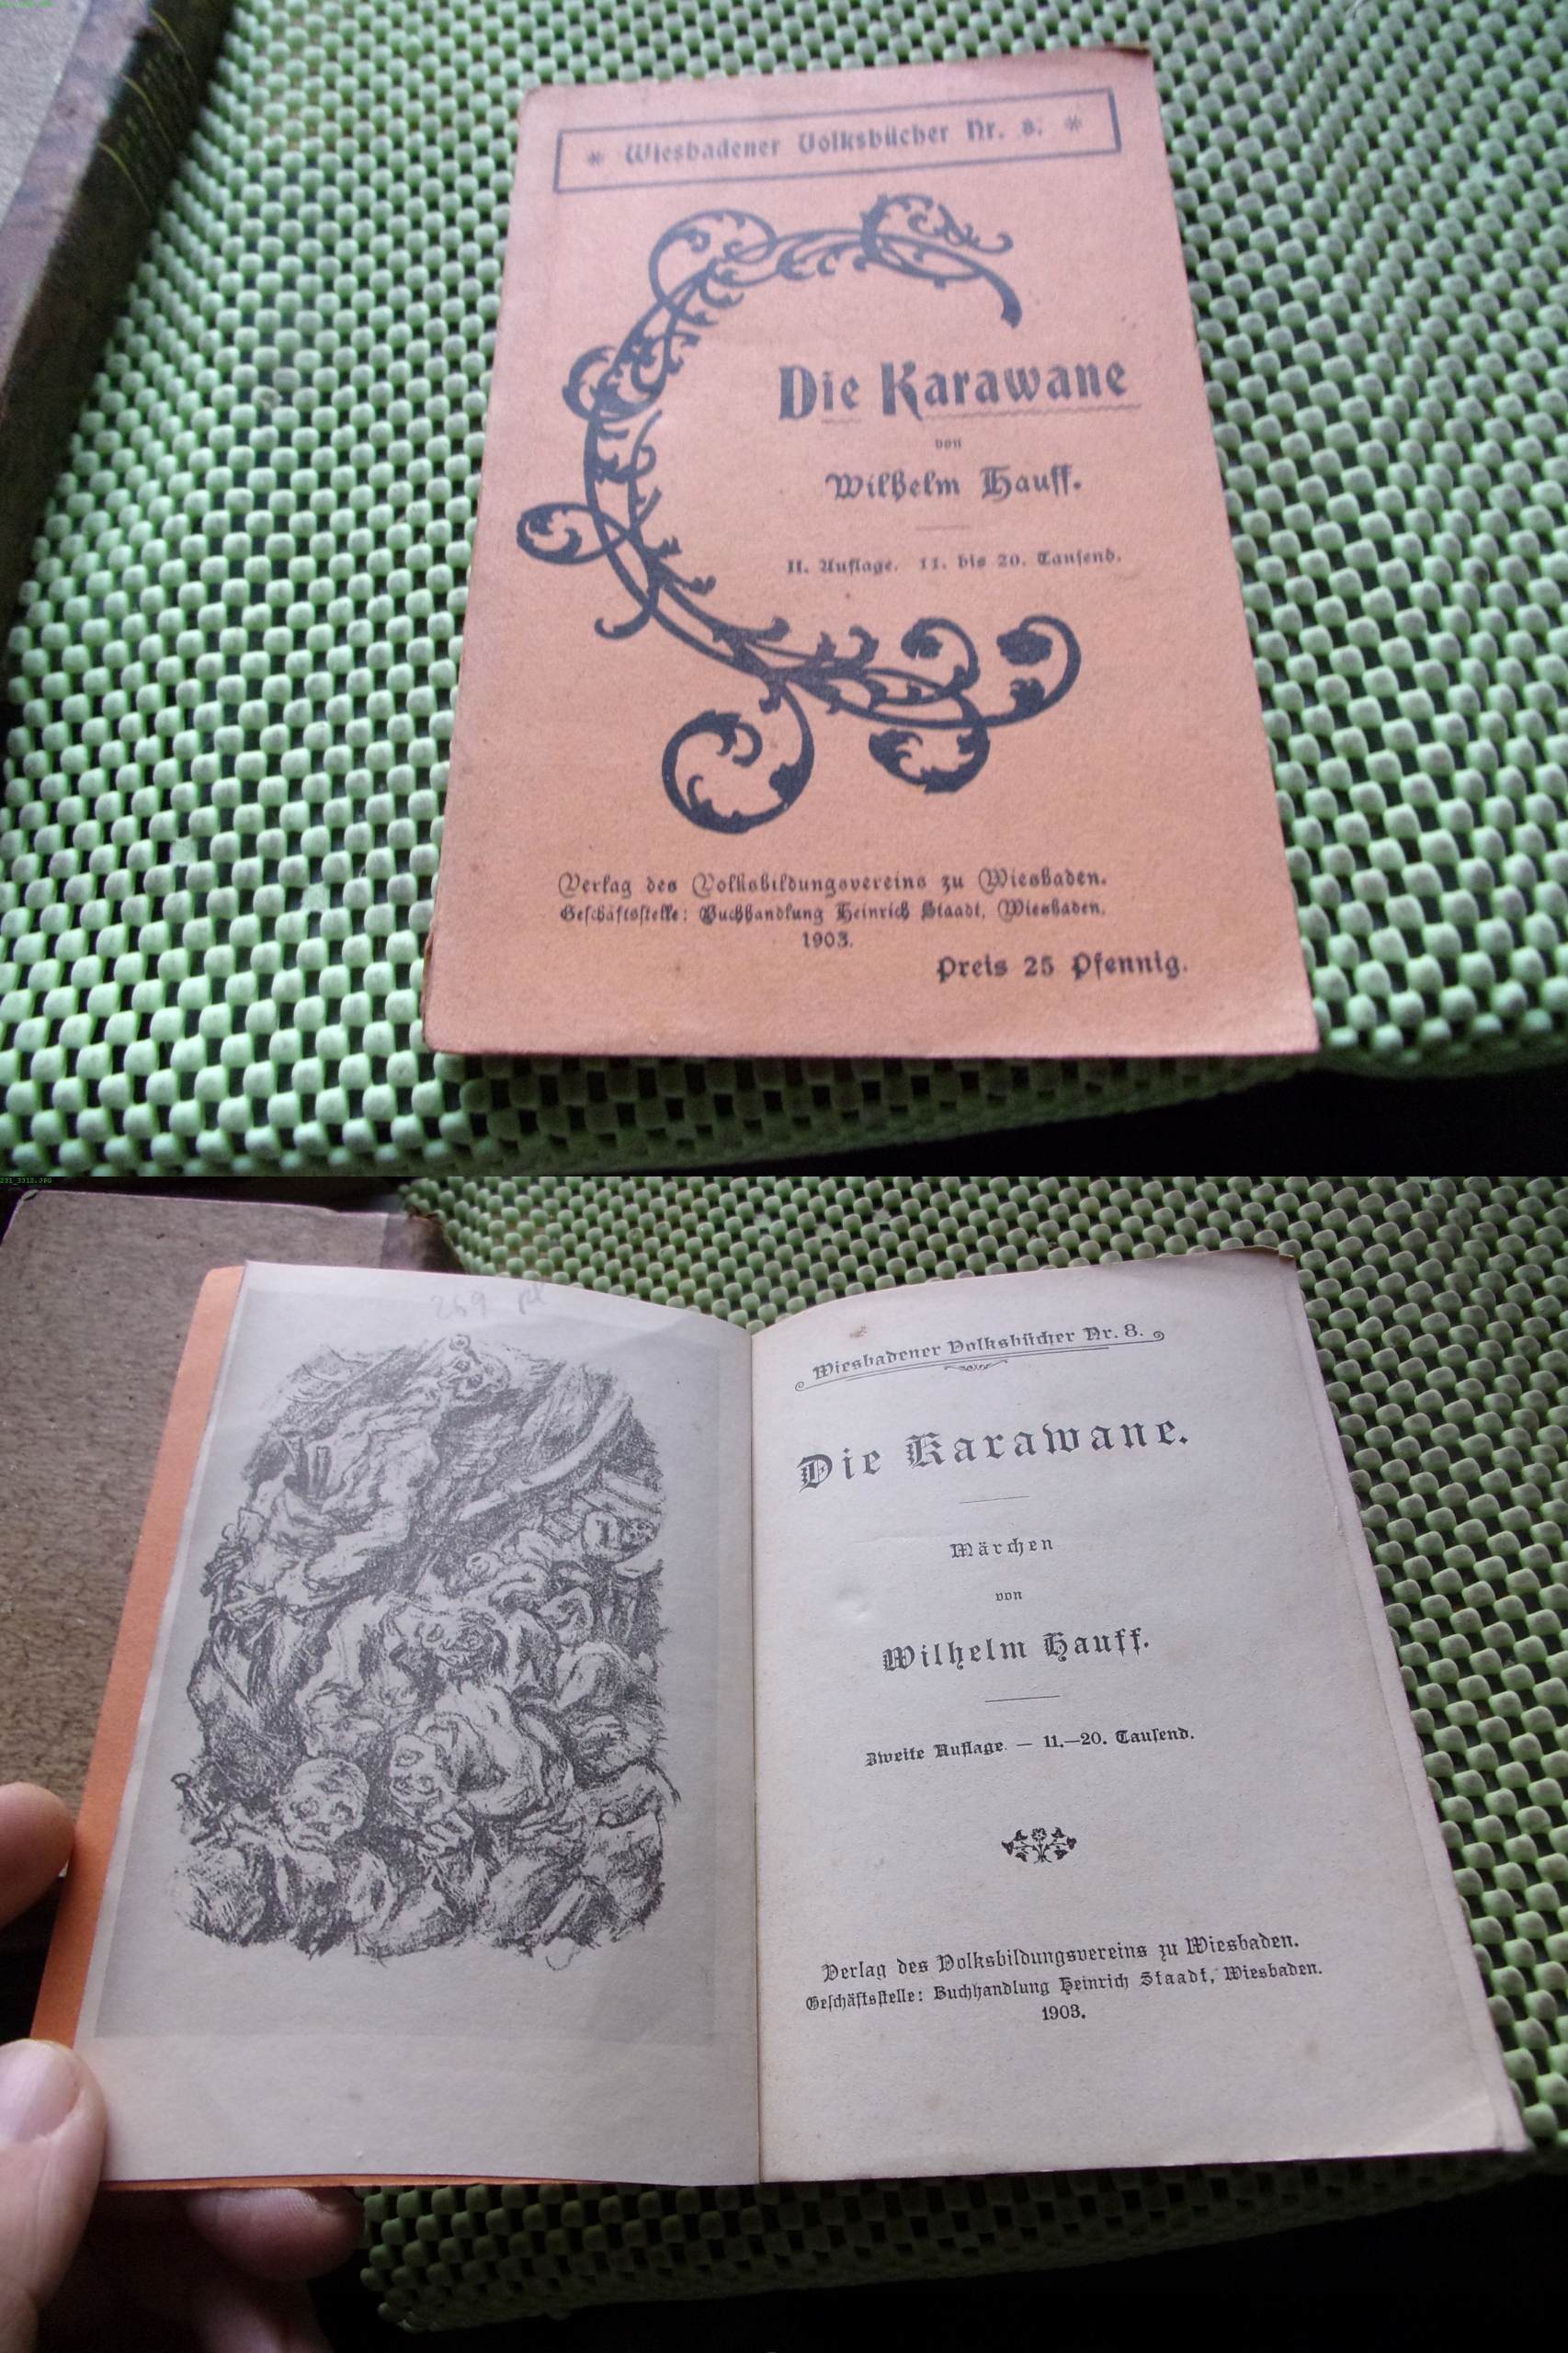 * Wiesbadener Volksbücher Nr. 8. *
Die Karawane
von
Wilhelm Hauff.
II. Auflage. 11. bis 20. Tauſend.
Verlag des Volksbildungsvereins zu Wiesbaden.
Geſchäftsſtelle: Buchhandlung Heinrich Staadt, Wiesbaden.
1903.
Preis 25 Pfennig.
231_3312.JPG
Wiesbadener Volksbücher Nr. 8.
Die Karawane.
Märchen
von
Wilhelm Hauff.
Zweite Auflage. — 11.—20. Tauſend.
Verlag des Volksbildungsvereins zu Wiesbaden.
Geſchäftsſtelle: Buchhandlung Heinrich Staadt, Wiesbaden.
1903.